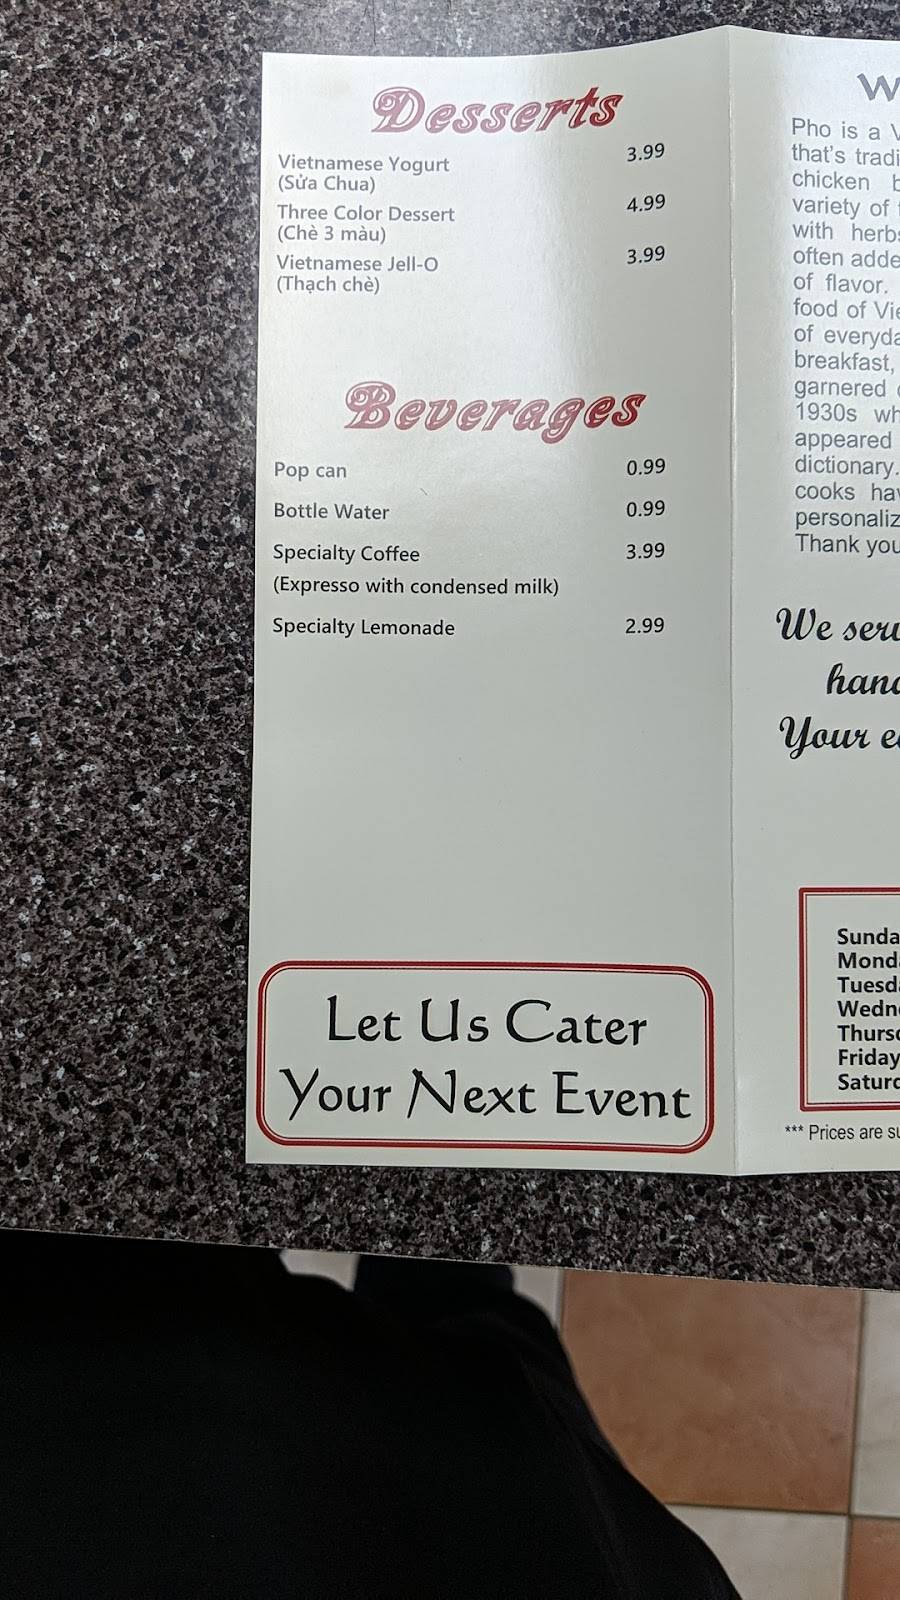 Desserts
Vietnamese Yogurt 3.99
(Sửa Chua)
Three Color Dessert 4.99
(Chè 3 màu)
Vietnamese Jell-O 3.99
(Thạch chè)
Beverages
Pop can 0.99
Bottle Water 0.99
Specialty Coffee 3.99
(Expresso with condensed milk)
Specialty Lemonade 2.99
Let Us Cater
Your Next Event
Pho is a
that's
chicken
variety of
with
often
of flavor.
food of
of
breakfast,
garnered
1930s
appeared
dictionary.
cooks
Thank you
We
Your
Friday
*** Prices are